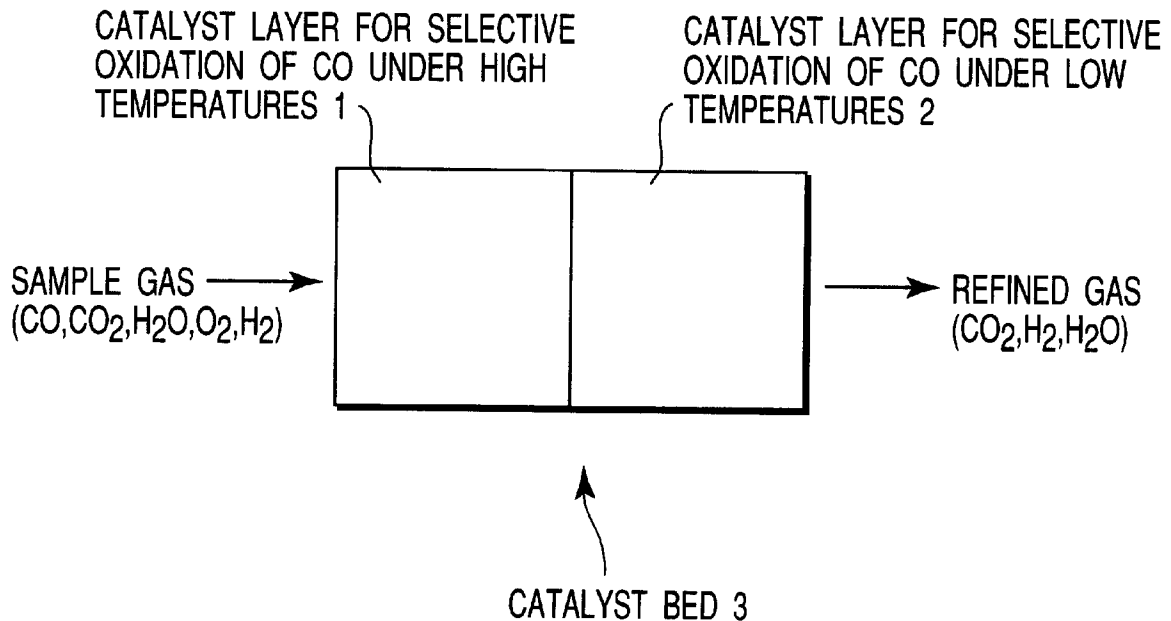 CATALYST LAYER FOR SELECTIVE
OXIDATION OF CO UNDER HIGH
TEMPERATURES 1
CATALYST LAYER FOR SELECTIVE
OXIDATION OF CO UNDER LOW
TEMPERATURES 2
SAMPLE GAS
(CO,CO2,H2O,O2,H2)
REFINED GAS
(CO2,H2,H2O)
CATALYST BED 3